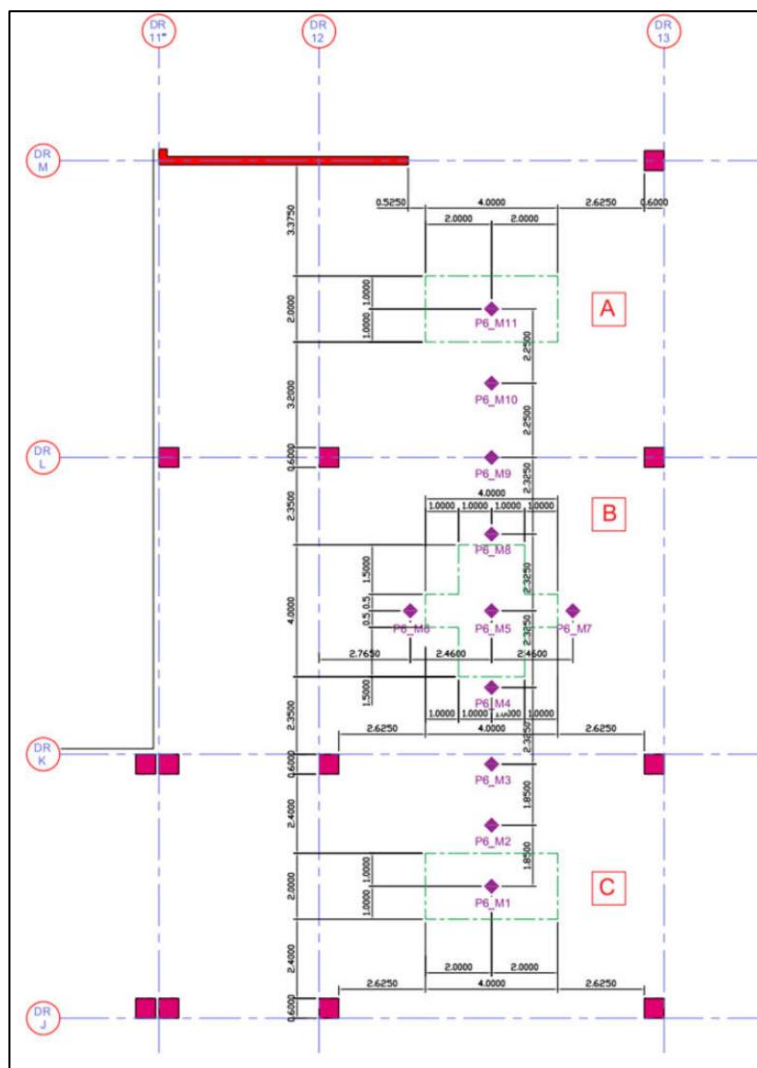 DR
11"
DR
12
DR
13
DR
M
0.5250
4.0000
2.6250
0.6000
2.0000
2.0000
3.3750
2.0000
1.0000
1.0000
A
P6_M11
2.2500
3.2000
P6_M10
2.2500
DR
L
0.6000
P6_M9
2.3250
2.3500
4.0000
1.0000
1.0000
1.0000
1.0000
B
P6_M8
2.3250
1.5000
4.0000
0.5
0.5
P6_M6
P6_M5
P6_M7
2.3250
2.7650
2.4600
2.4600
1.5000
P6_M4
2.3500
1.0000
1.0000
1.0000
1.0000
2.6250
4.0000
2.6250
2.3250
DR
K
0.6000
P6_M3
1.8500
2.4000
P6_M2
1.8500
2.0000
1.0000
1.0000
C
P6_M1
2.4000
2.0000
2.0000
2.6250
4.0000
2.6250
0.6000
DR
J